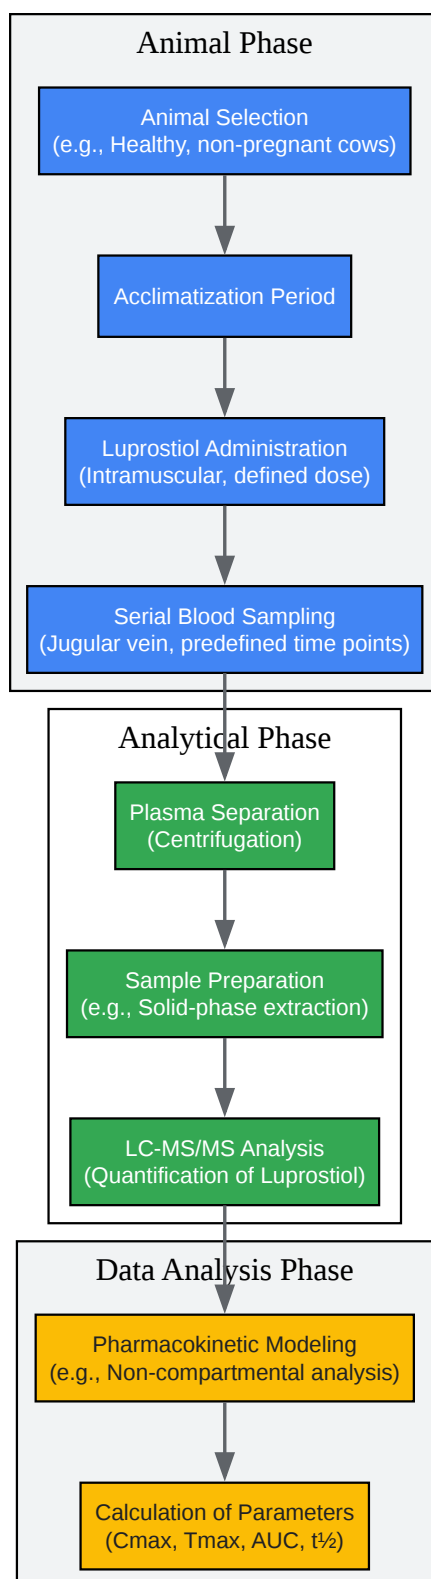 Animal Phase
Animal Selection
(e.g., Healthy, non-pregnant cows)
Acclimatization Period
Luprostiol Administration
(Intramuscular, defined dose)
Serial Blood Sampling
(Jugular vein, predefined time points)
Analytical Phase
Plasma Separation
(Centrifugation)
Sample Preparation
(e.g., Solid-phase extraction)
LC-MS/MS Analysis
(Quantification of Luprostiol)
Data Analysis Phase
Pharmacokinetic Modeling
(e.g., Non-compartmental analysis)
Calculation of Parameters
(Cmax, Tmax, AUC, t½)